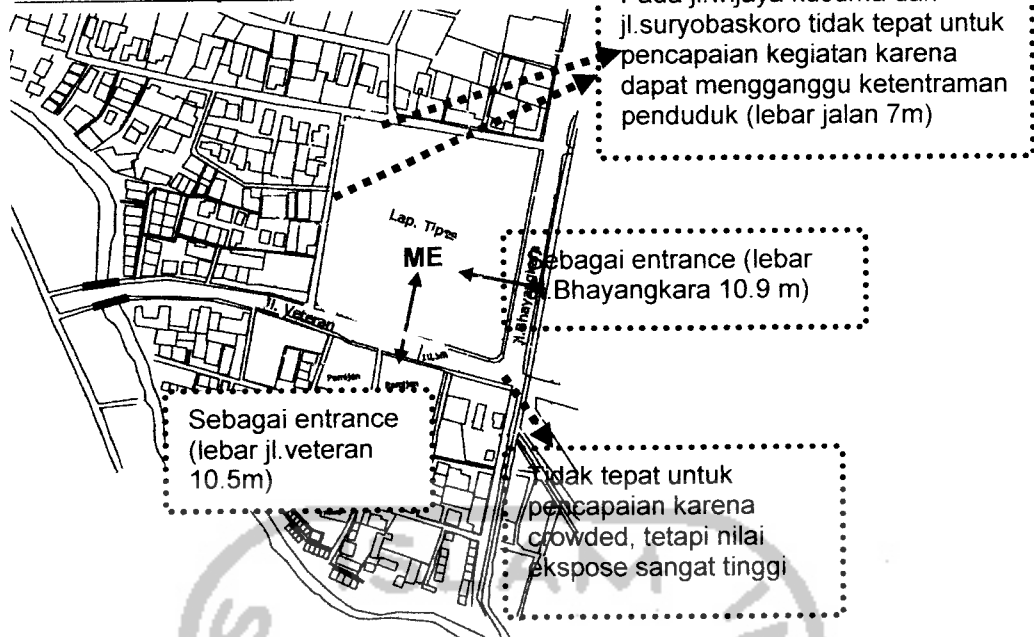 Pada jl.wijaya kusuma dan
jl.suryobaskoro tidak tepat untuk
pencapaian kegiatan karena
dapat mengganggu ketentraman
penduduk (lebar jalan 7m)
Lap. Tipes
ME
Sebagai entrance (lebar
jl.Bhayangkara 10.9 m)
jl.Bhayangkara
Jl. Veteran
Sebagai entrance
(lebar jl.veteran
10.5m)
Tidak tepat untuk
pencapaian karena
crowded, tetapi nilai
ekspose sangat tinggi
ISLAM